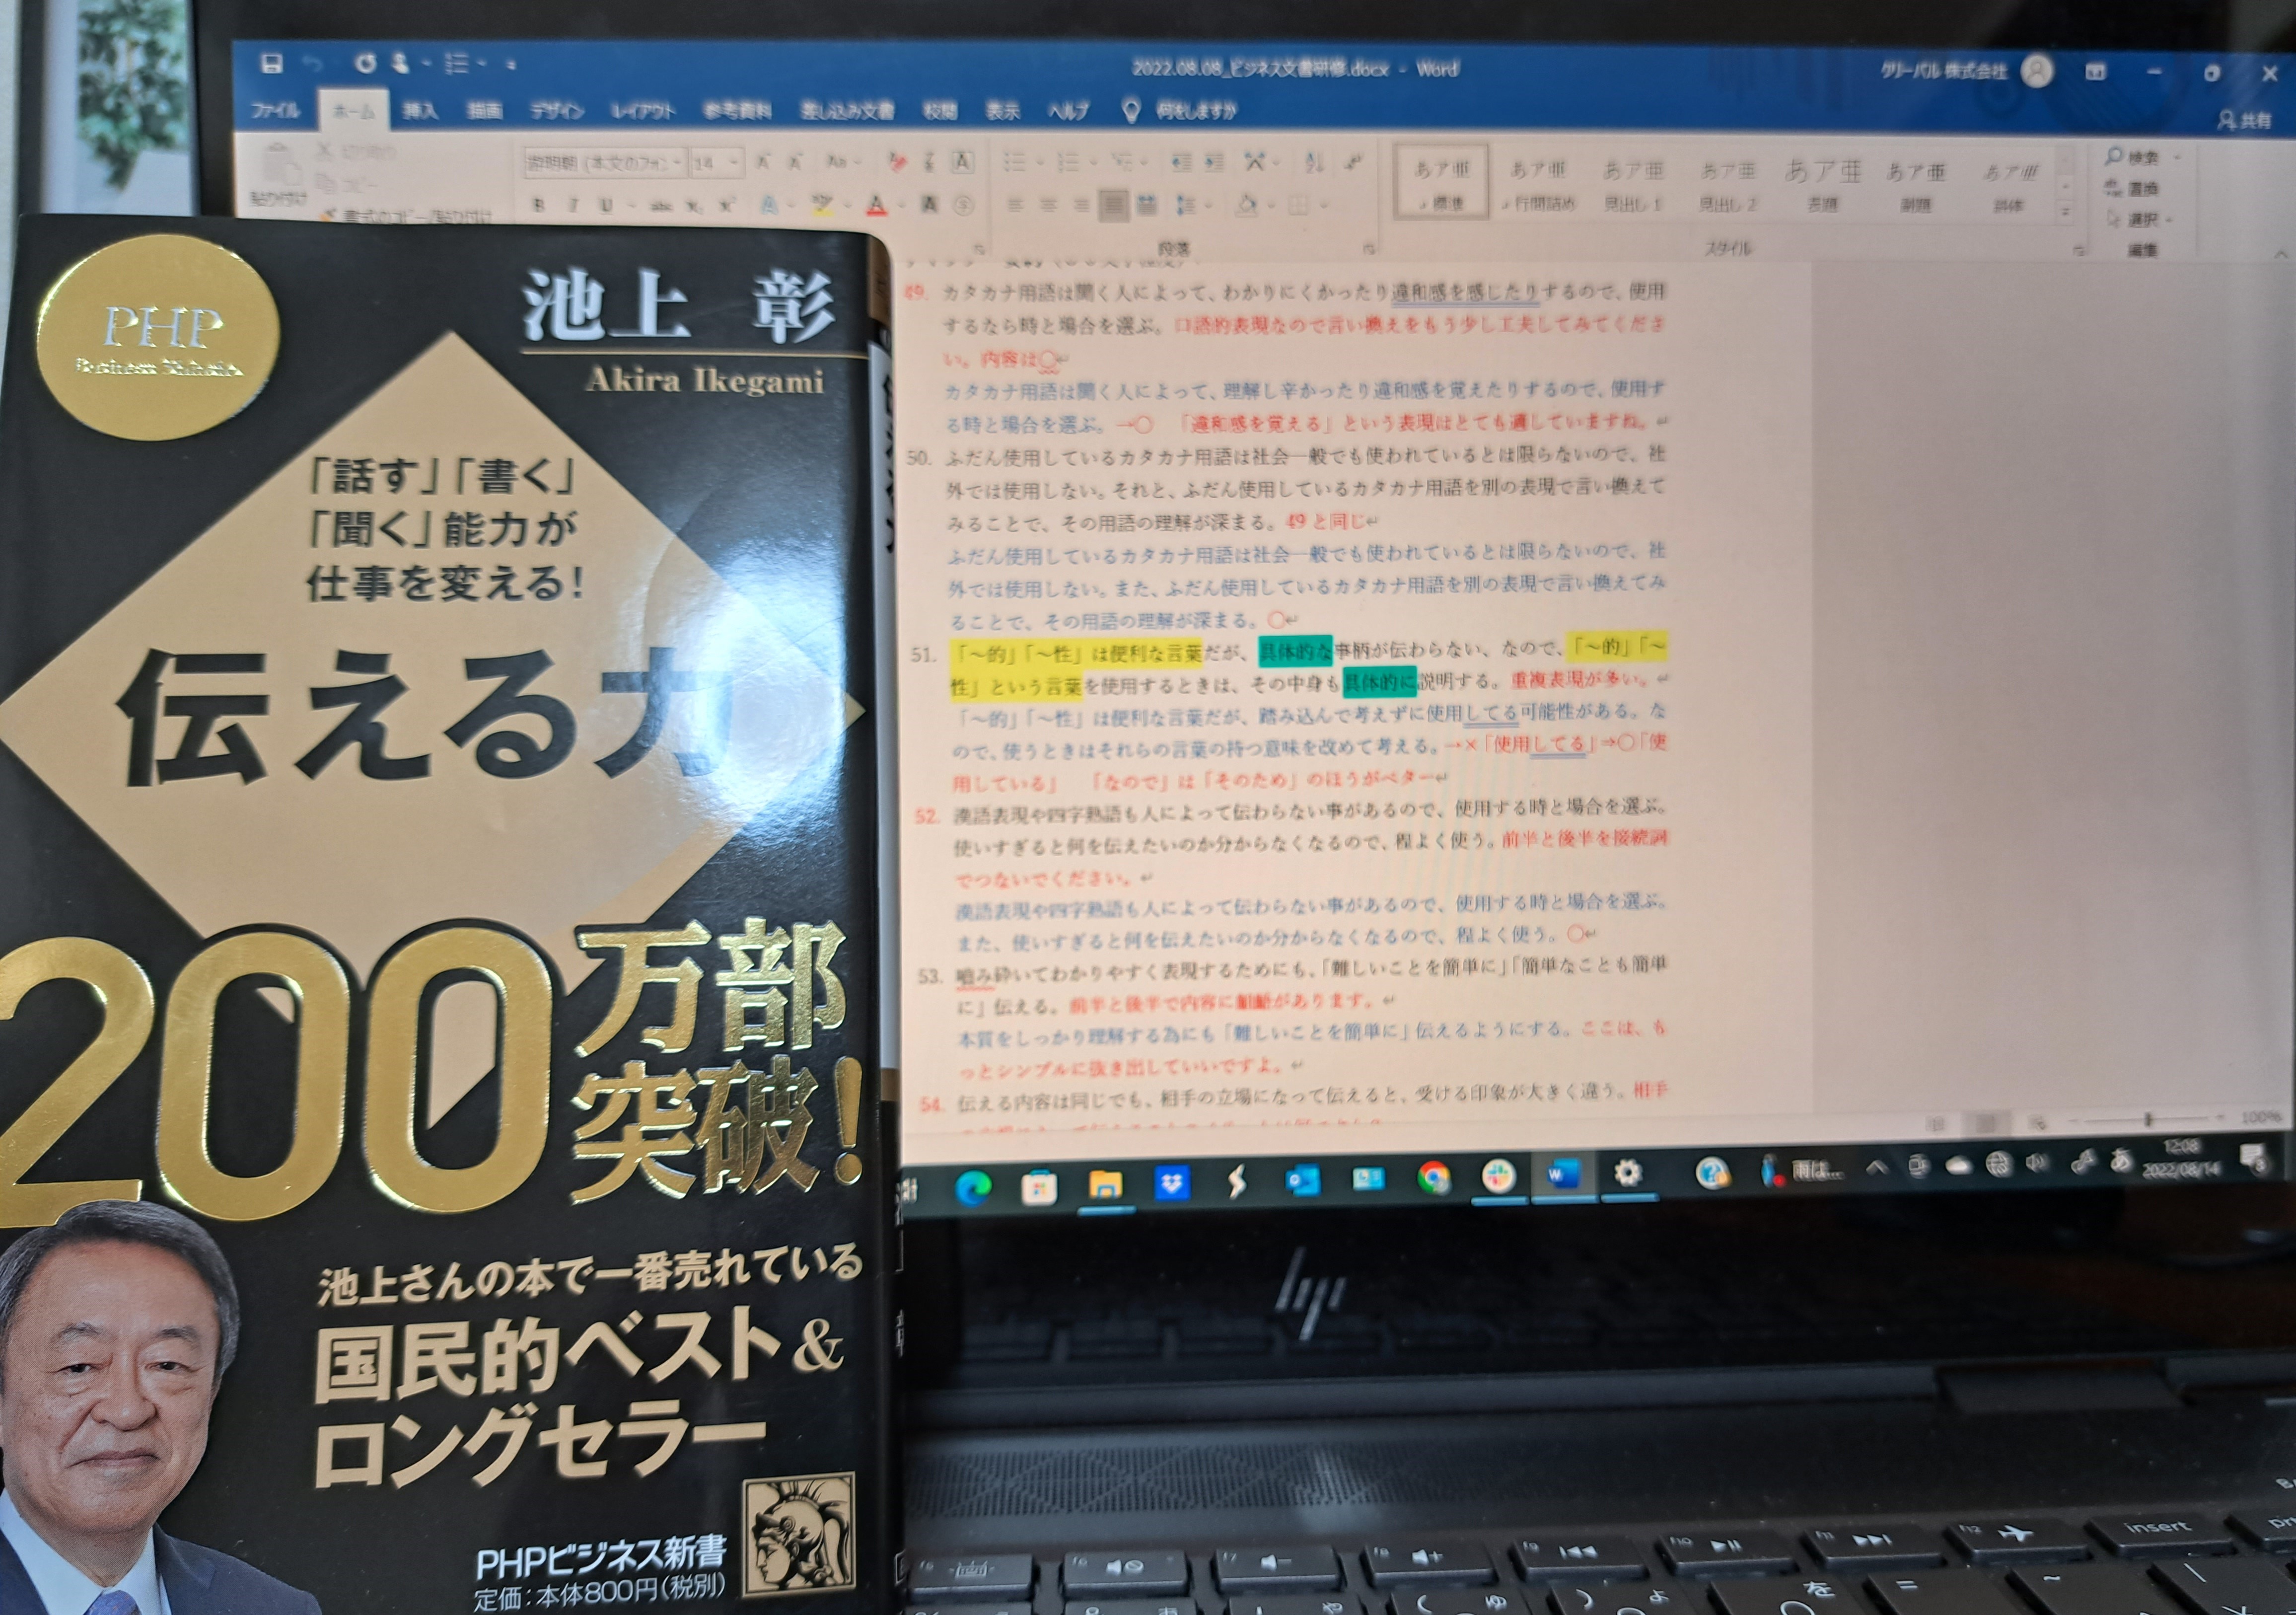 PHP
Business Shinsho
池上 彰
Akira Ikegami
「話す」「書く」
「聞く」能力が
仕事を変える!
伝える力
200万部
突破!
池上さんの本で一番売れている
国民的ベスト&
ロングセラー
PHPビジネス新書
定価:本体800円(税別)
2022.08.08_ビジネス文書研修.docx - Word
クリーバル 株式会社
ファイル ホーム 挿入 描画 デザイン レイアウト 参考資料 差し込み文書 校閲 表示 ヘルプ 何をしますか
共有
貼り付け
切り取り
コピー
書式のコピー/貼り付け
游明朝 (本文のフォン 14
あア亜 あア亜 あア亜 あア亜 あア亜 あア亜 あア亜
標準 行間詰め 見出し 1 見出し 2 表題 副題 斜体
検索
置換
選択
段落 スタイル 編集
49. カタカナ用語は聞く人によって、わかりにくかったり違和感を感じたりするので、使用
するなら時と場合を選ぶ。口語的表現なので言い換えをもう少し工夫してみてくださ
い。内容は○
カタカナ用語は聞く人によって、理解し辛かったり違和感を覚えたりするので、使用す
る時と場合を選ぶ。→○ 「違和感を覚える」という表現はとても適していますね。
50. ふだん使用しているカタカナ用語は社会一般でも使われているとは限らないので、社
外では使用しない。それと、ふだん使用しているカタカナ用語を別の表現で言い換えて
みることで、その用語の理解が深まる。49と同じ
ふだん使用しているカタカナ用語は社会一般でも使われているとは限らないので、社
外では使用しない。また、ふだん使用しているカタカナ用語を別の表現で言い換えてみ
ることで、その用語の理解が深まる。○
51. 「~的」「~性」は便利な言葉だが、具体的な事柄が伝わらない、なので、「~的」「~
性」という言葉を使用するときは、その中身も具体的に説明する。重複表現が多い。
「~的」「~性」は便利な言葉だが、踏み込んで考えずに使用してる可能性がある。な
ので、使うときはそれらの言葉の持つ意味を改めて考える。→×「使用してる」→○「使
用している」 「なので」は「そのため」のほうがベター
52. 漢語表現や四字熟語も人によって伝わらない事があるので、使用する時と場合を選ぶ。
使いすぎると何を伝えたいのか分からなくなるので、程よく使う。前半と後半を接続詞
でつないでください。
漢語表現や四字熟語も人によって伝わらない事があるので、使用する時と場合を選ぶ。
また、使いすぎると何を伝えたいのか分からなくなるので、程よく使う。○
53. 嚙み砕いてわかりやすく表現するためにも、「難しいことを簡単に」「簡単なことも簡単
に」伝える。前半と後半で内容に齟齬があります。
本質をしっかり理解する為にも「難しいことを簡単に」伝えるようにする。ここは、も
っとシンプルに抜き出していいですよ。
54. 伝える内容は同じでも、相手の立場になって伝えると、受ける印象が大きく違う。相手
100%
雨は...
あ
12:08
2022/08/14
hp
f6 f7 f8 f9 f10 f11 f12 insert